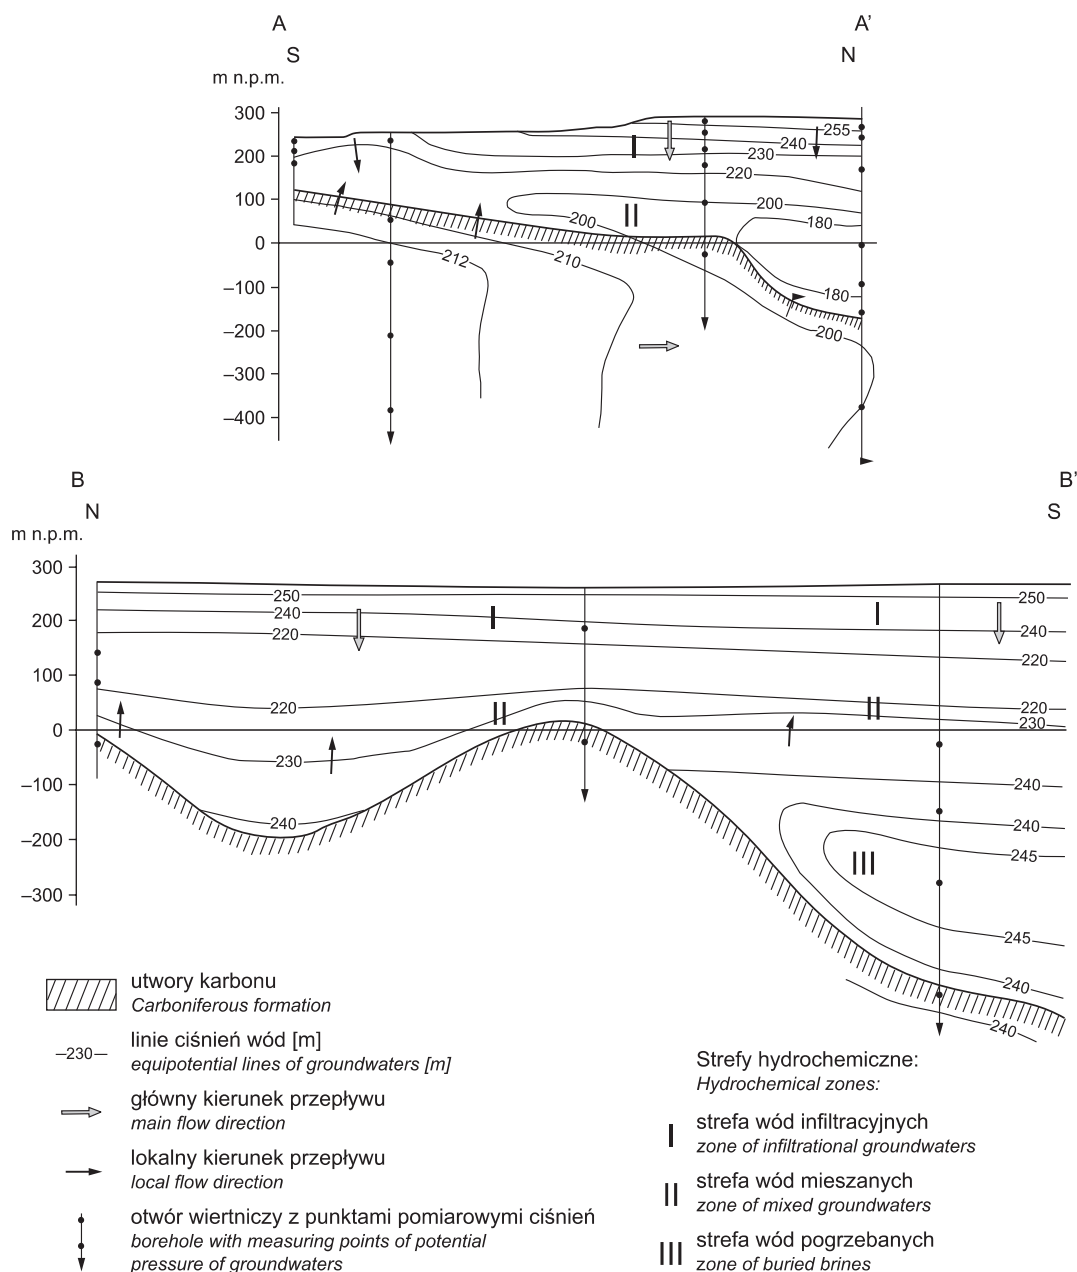 A
A'
S
N
m n.p.m.
300
200
100
0
–100
–200
–300
–400
255
240
230
220
I
200
II
200
180
212
210
180
200
B
B'
N
S
m n.p.m.
300
200
100
0
–100
–200
–300
250
240
220
I
I
250
240
220
220
II
II
220
230
230
240
240
240
III
245
245
240
240
utwory karbonu
Carboniferous formation
–230–
linie ciśnień wód [m]
equipotential lines of groundwaters [m]
główny kierunek przepływu
main flow direction
lokalny kierunek przepływu
local flow direction
otwór wiertniczy z punktami pomiarowymi ciśnień
borehole with measuring points of potential
pressure of groundwaters
Strefy hydrochemiczne:
Hydrochemical zones:
I
strefa wód infiltracyjnych
zone of infiltrational groundwaters
II
strefa wód mieszanych
zone of mixed groundwaters
III
strefa wód pogrzebanych
zone of buried brines